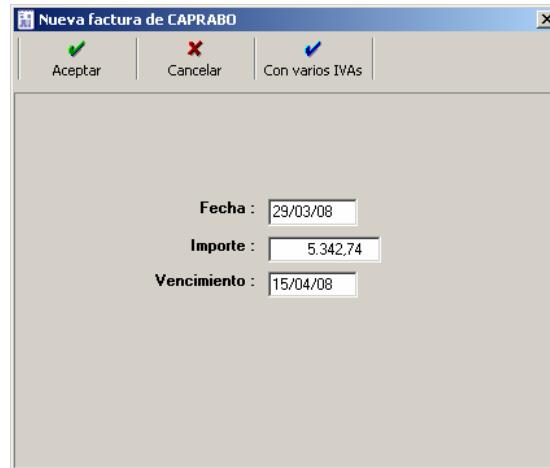 Nueva factura de CAPRABO
Aceptar Cancelar Con varios IVAs
Fecha : 29/03/08
Importe : 5.342,74
Vencimiento : 15/04/08